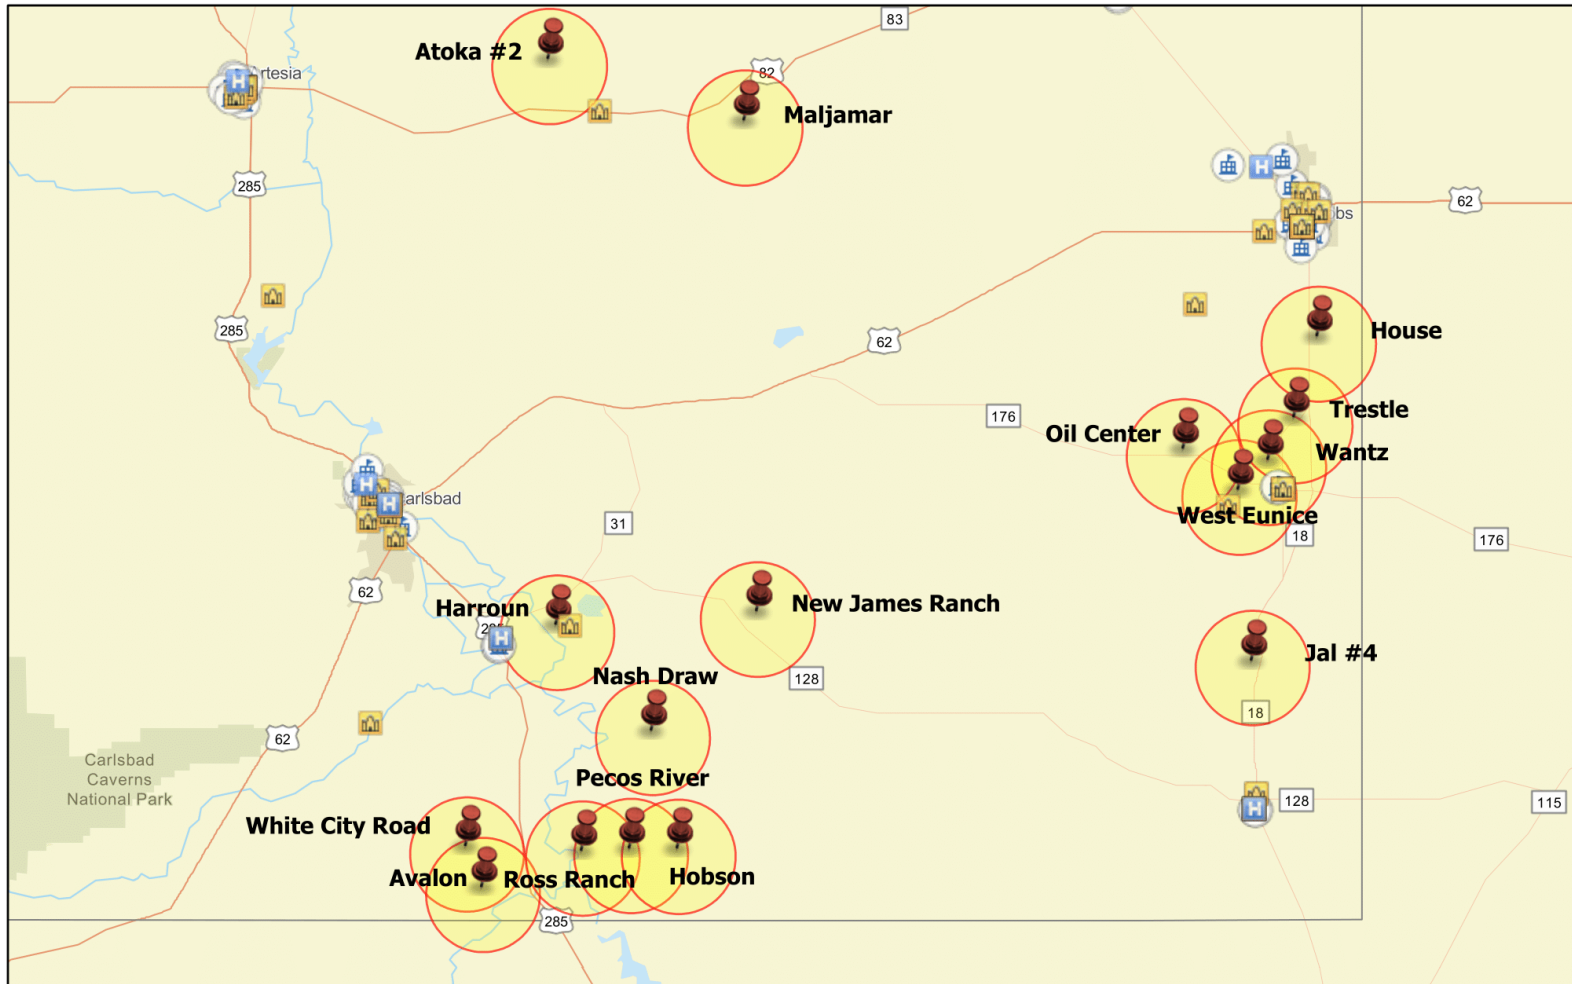 83
Atoka #2
82
rtesia
Maljamar
285
62
bs
285
House
62
176
Trestle
Oil Center
Wantz
arlsbad
West Eunice
31
18
176
62
New James Ranch
Harroun
Jal #4
Nash Draw
128
18
62
Carlsbad
Caverns
National Park
Pecos River
128
115
White City Road
Avalon
Ross Ranch
Hobson
285
H
H
H
H
H
H